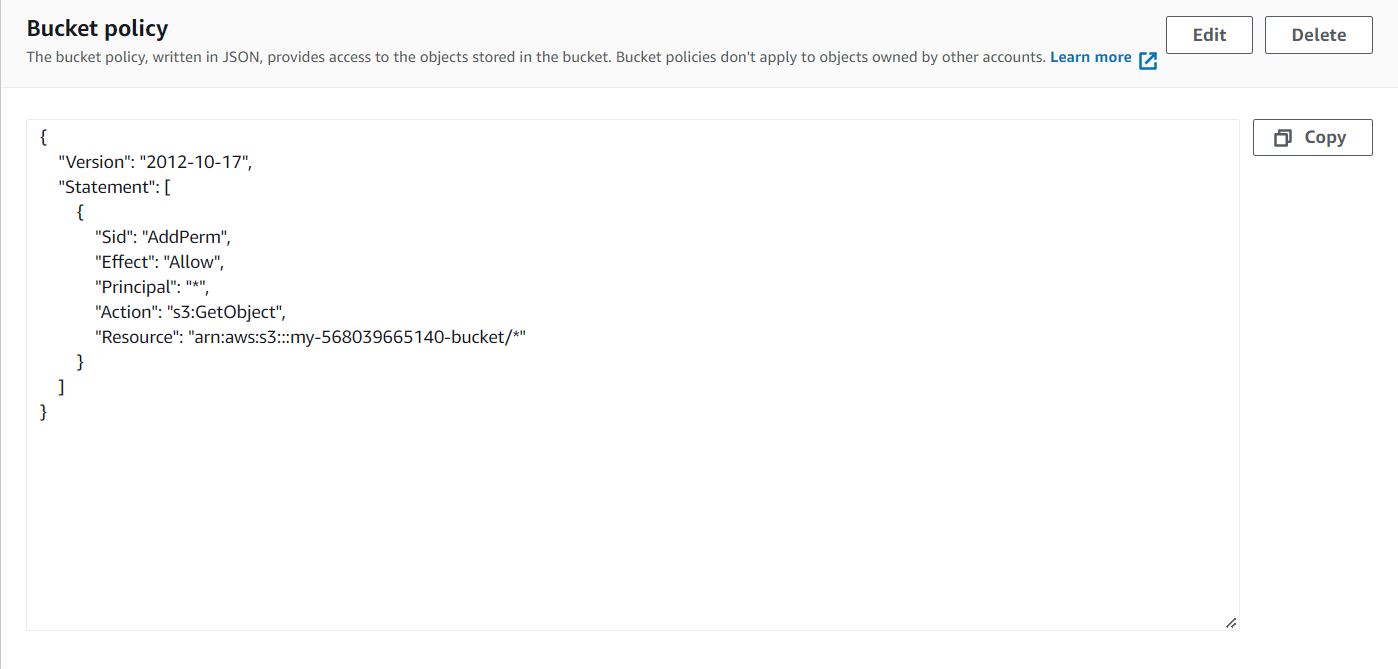 Bucket policy
Edit
Delete
The bucket policy, written in JSON, provides access to the objects stored in the bucket. Bucket policies don't apply to objects owned by other accounts. Learn more
Copy
{
"Version": "2012-10-17",
"Statement": [
{
"Sid": "AddPerm",
"Effect": "Allow",
"Principal": "*",
"Action": "s3:GetObject",
"Resource": "arn:aws:s3:::my-568039665140-bucket/*"
}
]
}